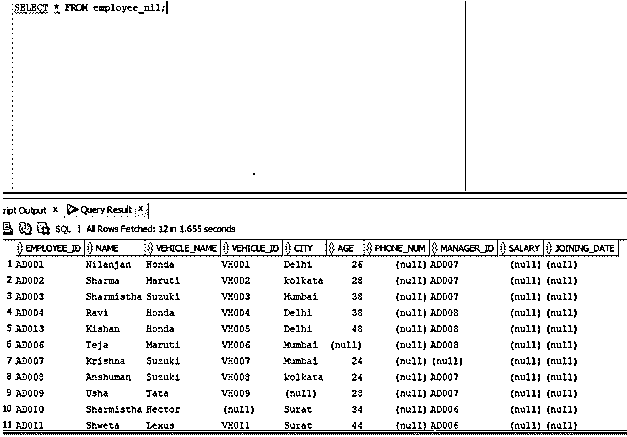 SELECT * FROM employee_nil;
ript Output × Query Result ×
SQL | All Rows Fetched: 12 in 1.655 seconds
EMPLOYEE_ID NAME VEHICLE_NAME VEHICLE_ID CITY AGE PHONE_NUM MANAGER_ID SALARY JOINING_DATE
1 AD001 Nilanjan Honda VH001 Delhi 26 (null) AD007 (null) (null)
2 AD002 Sharma Maruti VH002 kolkata 28 (null) AD007 (null) (null)
3 AD003 Sharmistha Suzuki VH003 Mumbai 38 (null) AD007 (null) (null)
4 AD004 Ravi Honda VH004 Delhi 38 (null) AD008 (null) (null)
5 AD013 Kishan Honda VH005 Delhi 48 (null) AD008 (null) (null)
6 AD006 Teja Maruti VH006 Mumbai (null) (null) AD008 (null) (null)
7 AD007 Krishna Suzuki VH007 Mumbai 24 (null) (null) (null) (null)
8 AD008 Anshuman Suzuki VH008 kolkata 24 (null) AD007 (null) (null)
9 AD009 Usha Tata VH009 (null) 23 (null) AD007 (null) (null)
10 AD010 Sharmistha Hector (null) Surat 34 (null) AD006 (null) (null)
11 AD011 Shweta Lexus VH011 Surat 44 (null) AD006 (null) (null)